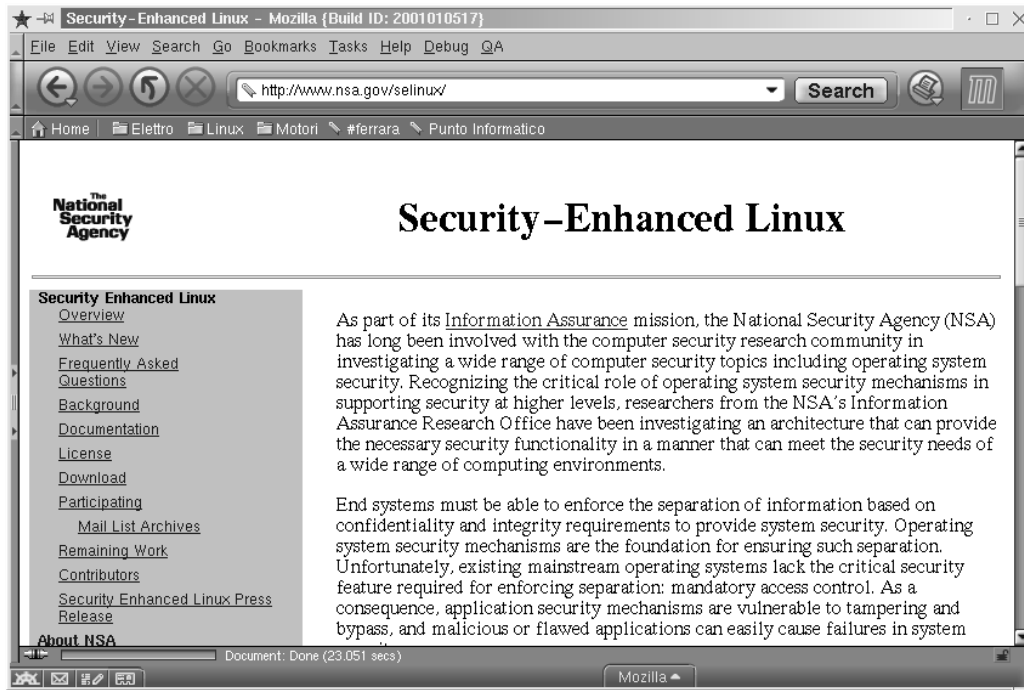 Security-Enhanced Linux - Mozilla {Build ID: 2001010517}
File Edit View Search Go Bookmarks Tasks Help Debug QA
http://www.nsa.gov/selinux/ Search
Home Elettro Linux Motori #ferrara Punto Informatico
The
National
Security
Agency
Security-Enhanced Linux
Security Enhanced Linux
Overview
What's New
Frequently Asked
Questions
Background
Documentation
License
Download
Participating
Mail List Archives
Remaining Work
Contributors
Security Enhanced Linux Press
Release
About NSA
As part of its Information Assurance mission, the National Security Agency (NSA)
has long been involved with the computer security research community in
investigating a wide range of computer security topics including operating system
security. Recognizing the critical role of operating system security mechanisms in
supporting security at higher levels, researchers from the NSA's Information
Assurance Research Office have been investigating an architecture that can provide
the necessary security functionality in a manner that can meet the security needs of
a wide range of computing environments.
End systems must be able to enforce the separation of information based on
confidentiality and integrity requirements to provide system security. Operating
system security mechanisms are the foundation for ensuring such separation.
Unfortunately, existing mainstream operating systems lack the critical security
feature required for enforcing separation: mandatory access control. As a
consequence, application security mechanisms are vulnerable to tampering and
bypass, and malicious or flawed applications can easily cause failures in system
Document: Done (23.051 secs)
Mozilla